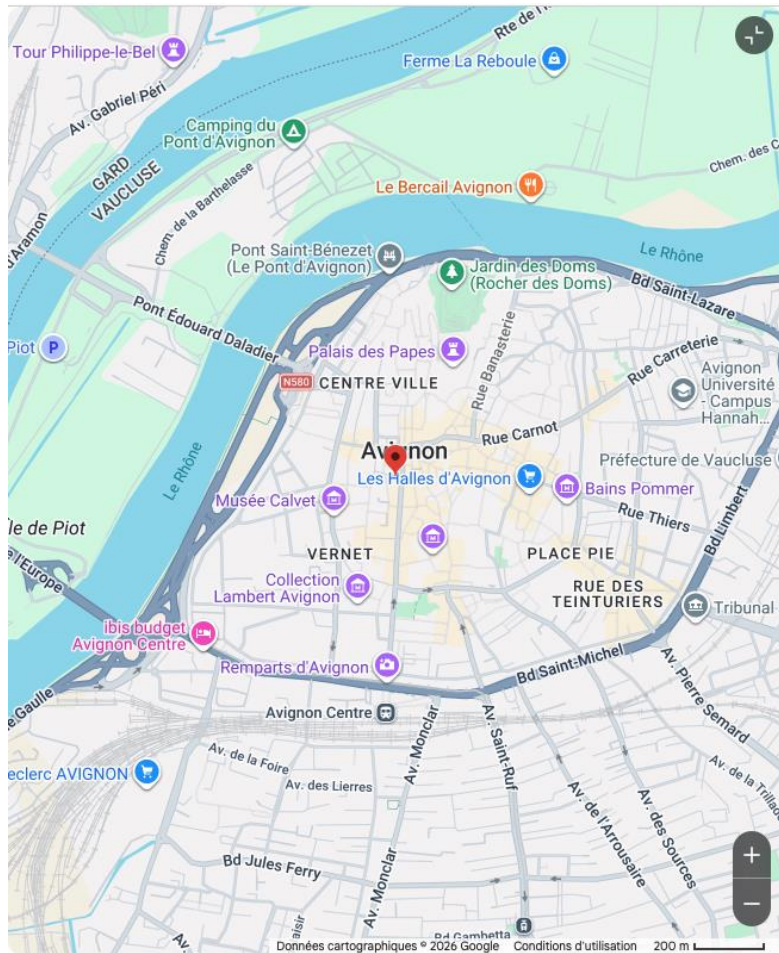 Tour Philippe-le-Bel
Rte de l'I
Ferme La Reboule
Av. Gabriel Péri
Camping du
Pont d'Avignon
GARD
VAUCLUSE
Chem. de la Barthelasse
Chem. des C
Le Bercail Avignon
d'Aramon
Pont Saint-Bénezet
(Le Pont d'Avignon)
Le Rhône
Jardin des Doms
(Rocher des Doms)
Bd Saint-Lazare
Pont Édouard Daladier
Piot
P
Palais des Papes
Rue Banasterie
Rue Carreterie
N580
CENTRE VILLE
Avignon
Université
- Campus
Hannah...
Rue Carnot
Avignon
Le Rhône
Préfecture de Vaucluse
Les Halles d'Avignon
Bains Pommer
Musée Calvet
Rue Thiers
Île de Piot
Bd Limbert
VERNET
PLACE PIE
e l'Europe
Collection
Lambert Avignon
RUE DES
TEINTURIERS
Tribunal
ibis budget
Avignon Centre
Remparts d'Avignon
Bd Saint-Michel
Av. Pierre Semard
e Gaulle
Avignon Centre
Av. Monclar
Av. Saint-Ruf
Av. de la Foire
eclerc AVIGNON
Av. des Lierres
Av. de la Trillad
Av. de l'Arrousaire
Av. des Sources
Bd Jules Ferry
Av. Monclar
aisir
Bd Gambetta
Données cartographiques © 2026 Google
Conditions d'utilisation
200 m